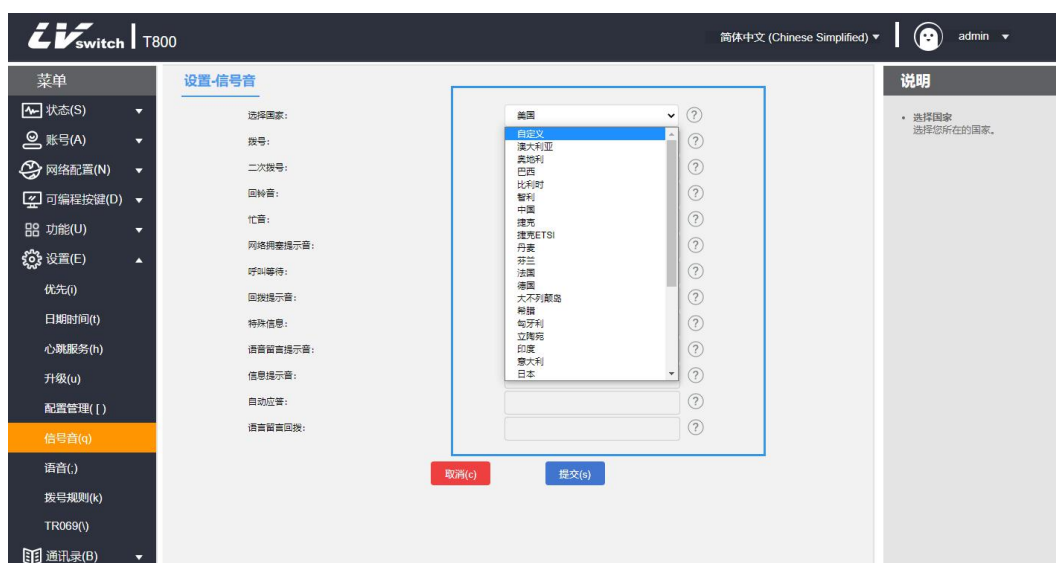 LVswitch T800
简体中文 (Chinese Simplified)
admin
菜单
状态(S)
账号(A)
网络配置(N)
可编程按键(D)
功能(U)
设置(E)
优先(i)
日期时间(t)
心跳服务(h)
升级(u)
配置管理([)
信号音(q)
语音(;)
拨号规则(k)
TR069(\)
通讯录(B)
设置-信号音
选择国家:
美国
拨号:
二次拨号:
回铃音:
忙音:
网络拥塞提示音:
呼叫等待:
回拨提示音:
特殊信息:
语音留言提示音:
信息提示音:
自动应答:
语言留言回拨:
自定义
澳大利亚
奥地利
巴西
比利时
智利
中国
捷克
捷克ETSI
丹麦
芬兰
法国
德国
大不列颠岛
希腊
匈牙利
立陶宛
印度
意大利
日本
取消(c)
提交(s)
说明
选择国家
选择您所在的国家。